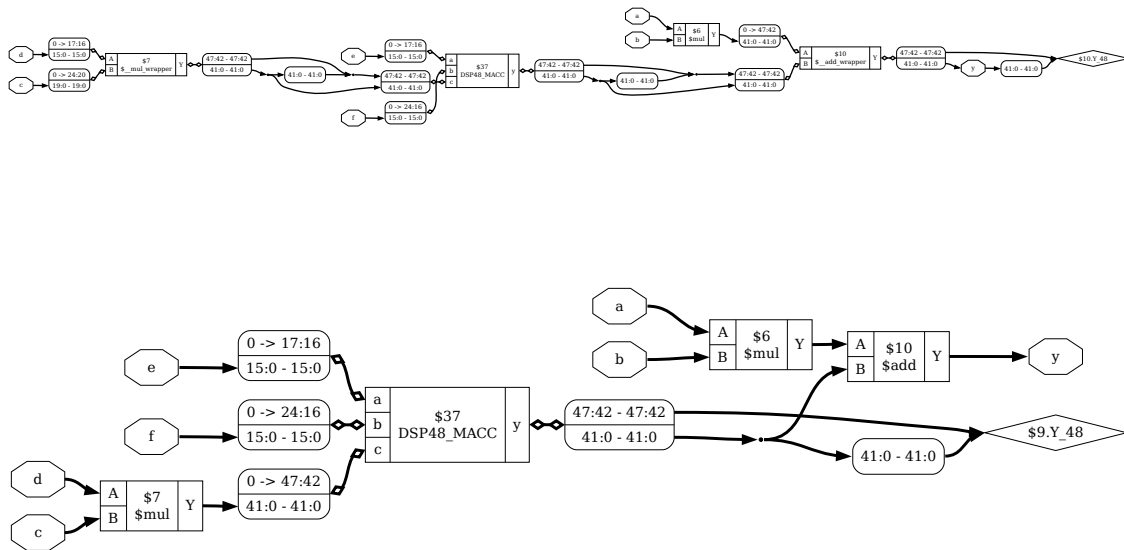 d
0 -> 17:16
15:0 - 15:0
c
0 -> 24:20
19:0 - 19:0
A
B
$7
$__mul_wrapper
Y
47:42 - 47:42
41:0 - 41:0
41:0 - 41:0
e
0 -> 17:16
15:0 - 15:0
47:42 - 47:42
41:0 - 41:0
f
0 -> 24:16
15:0 - 15:0
a
b
c
$37
DSP48_MACC
y
47:42 - 47:42
41:0 - 41:0
41:0 - 41:0
a
b
A
B
$6
$mul
Y
0 -> 47:42
41:0 - 41:0
47:42 - 47:42
41:0 - 41:0
A
B
$10
$__add_wrapper
Y
47:42 - 47:42
41:0 - 41:0
y
41:0 - 41:0
$10.Y_48
a
b
A
B
$6
$mul
Y
A
B
$10
$add
Y
y
e
0 -> 17:16
15:0 - 15:0
f
0 -> 24:16
15:0 - 15:0
d
c
A
B
$7
$mul
Y
0 -> 47:42
41:0 - 41:0
a
b
c
$37
DSP48_MACC
y
47:42 - 47:42
41:0 - 41:0
41:0 - 41:0
$9.Y_48